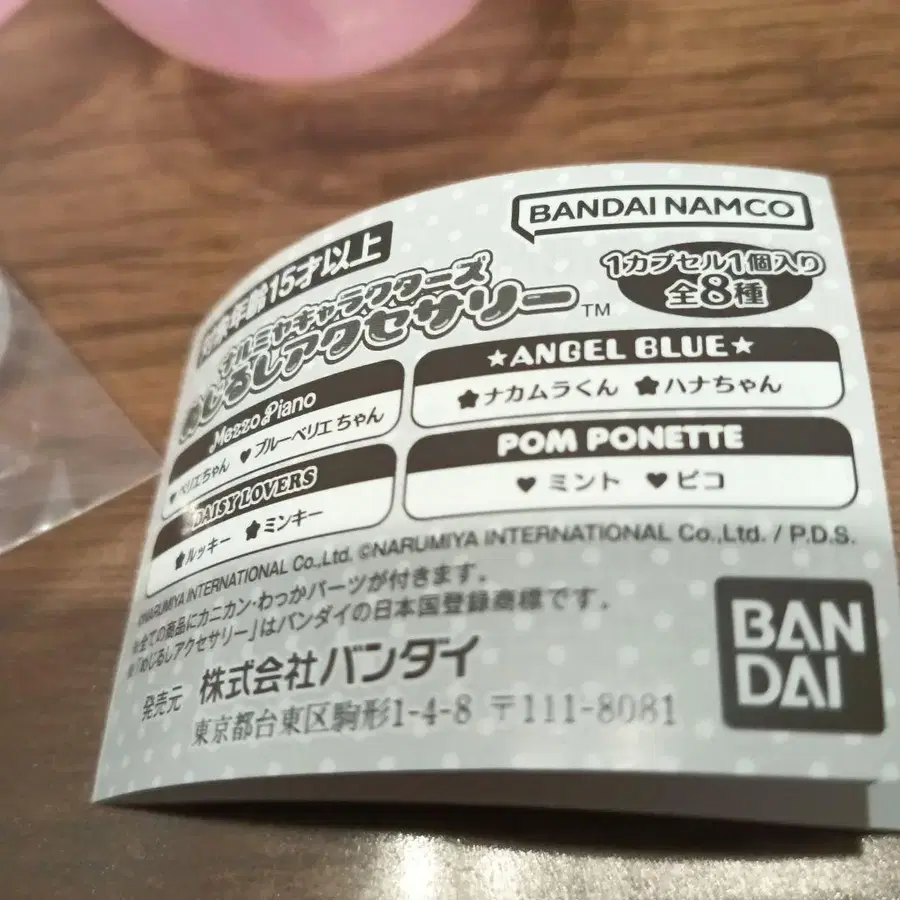 BANDAI NAMCO
対象年齢15才以上
ナルミヤキャラクターズ
めじるしアクセサリー™
1カプセル1個入り
全8種
Mezzo Piano
♥ベリエちゃん ♥ブルーベリエちゃん
★ANGEL BLUE★
★ナカムラくん ★ハナちゃん
DAISY LOVERS
★ルッキー ★ミンキー
POM PONETTE
♥ミント ♥ピコ
©NARUMIYA INTERNATIONAL Co.,Ltd. ©NARUMIYA INTERNATIONAL Co.,Ltd. / P.D.S.
※全ての商品にカニカン・わっかパーツが付きます。
※「めじるしアクセサリー」はバンダイの日本国登録商標です。
発売元 株式会社バンダイ
東京都台東区駒形1-4-8 〒111-8081
BAN
DAI